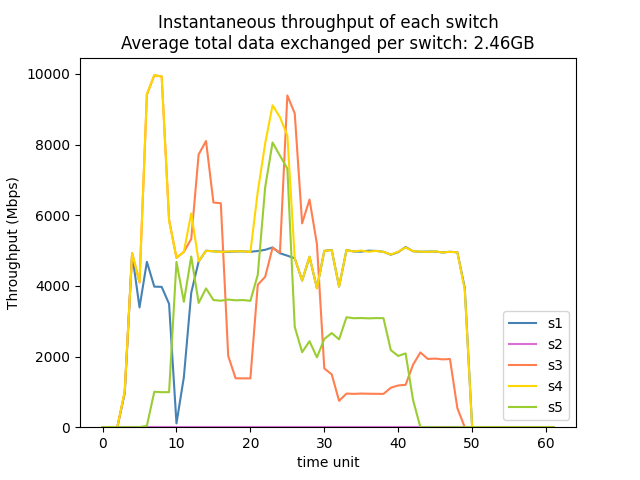 Instantaneous throughput of each switch
Average total data exchanged per switch: 2.46GB
Throughput (Mbps)
10000
8000
6000
4000
2000
0
0 10 20 30 40 50 60
time unit
s1
s2
s3
s4
s5